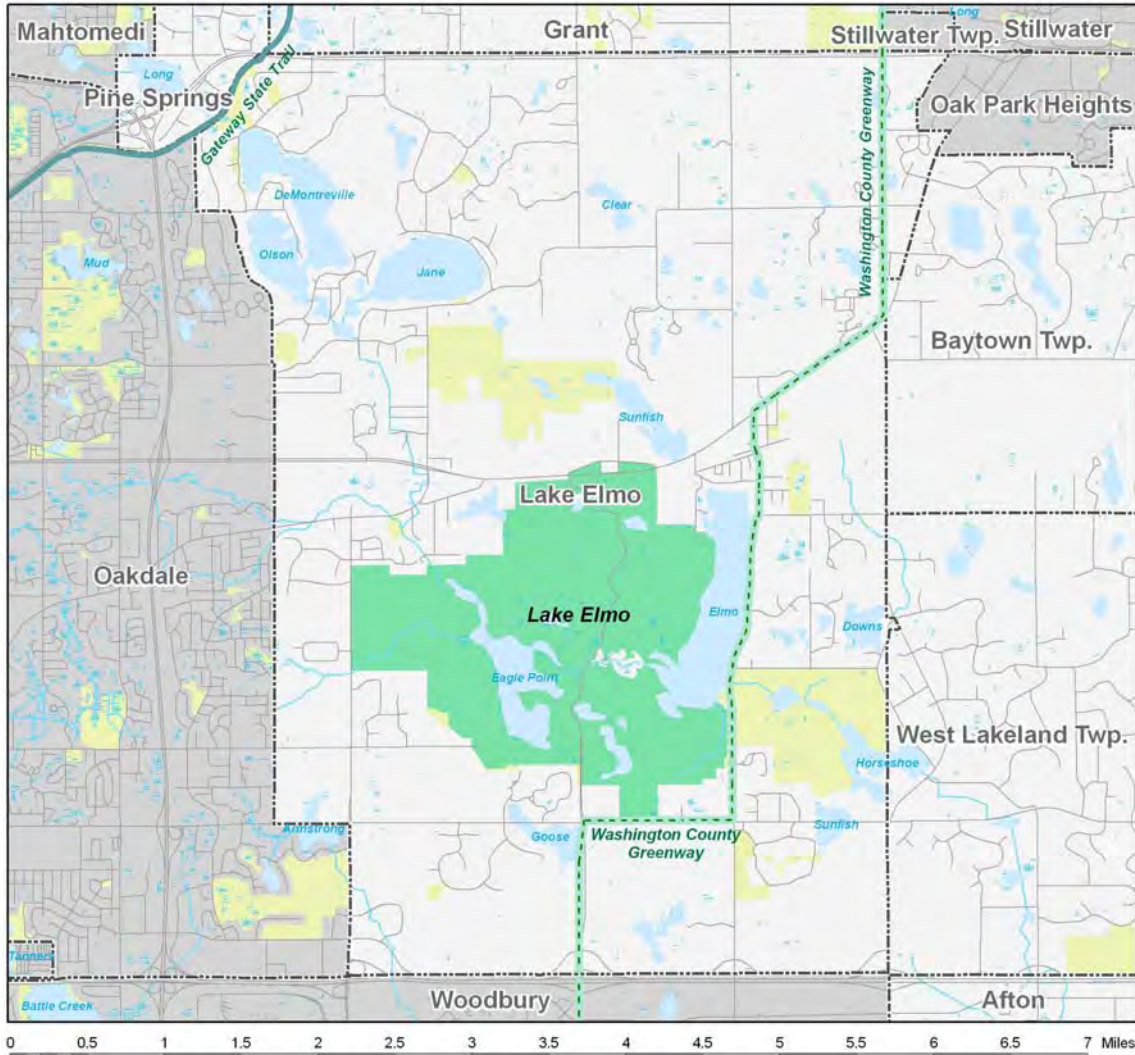 Long
Mahtomedi
Grant
Stillwater Twp.
Stillwater
Long
Pine Springs
Gateway State Trail
Washington County Greenway
Oak Park Heights
DeMontreville
Clear
Olson
Mud
Jane
Washington County Greenway
Baytown Twp.
Sunfish
Lake Elmo
Oakdale
Lake Elmo
Elmo
Downs
Eagle Point
West Lakeland Twp.
Horseshoe
Armstrong
Goose
Washington County
Greenway
Sunfish
Tanners
Woodbury
Afton
Battle Creek
0 0.5 1 1.5 2 2.5 3 3.5 4 4.5 5 5.5 6 6.5 7 Miles